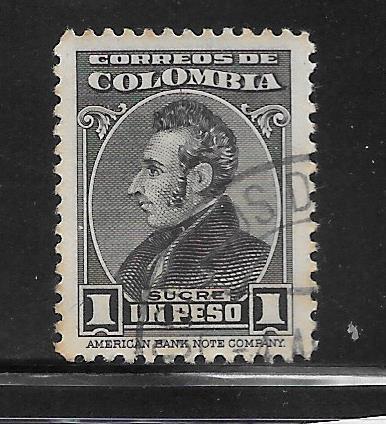 CORREOS DE
COLOMBIA
SUCRE
1 UN PESO 1
AMERICAN BANK NOTE COMPANY.